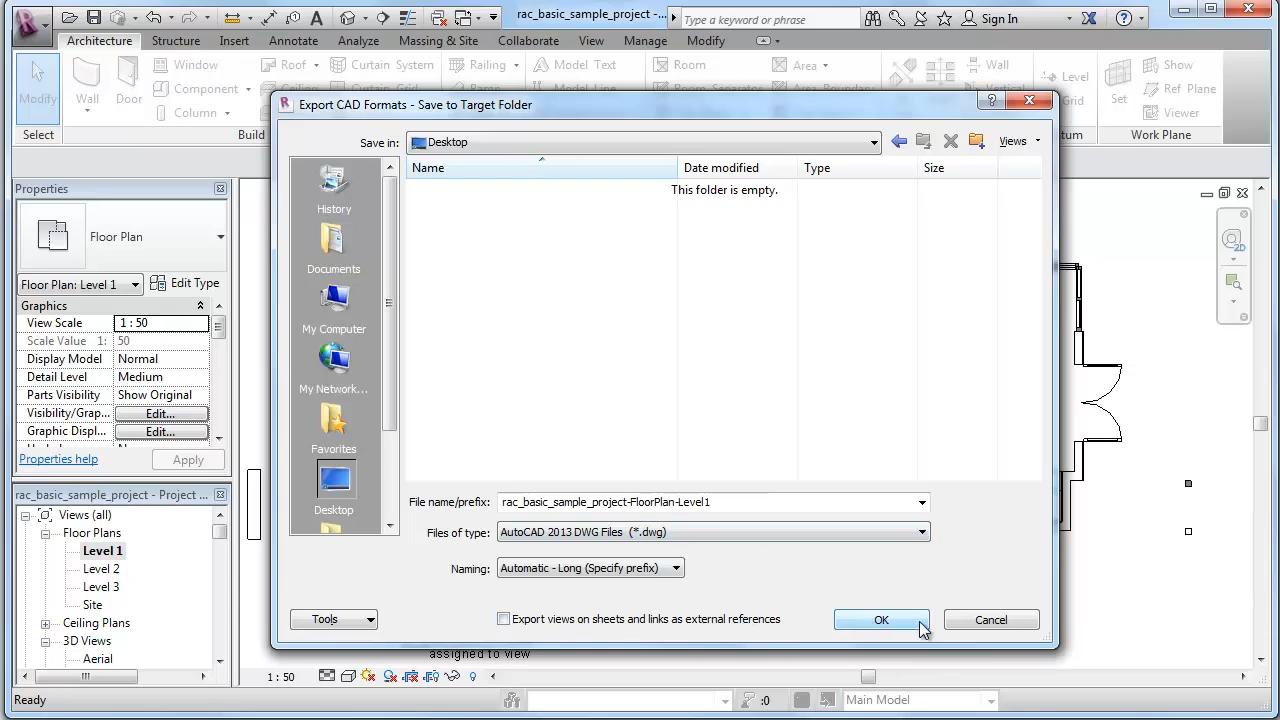 rac_basic_sample_project -...
Type a keyword or phrase
Sign In
Architecture Structure Insert Annotate Analyze Massing & Site Collaborate View Manage Modify
Modify
Wall
Door
Window
Component
Column
Roof
Curtain System
Railing
Model Text
Room
Area
Wall
Level
Grid
Set
Show
Ref Plane
Viewer
Select
Build
Work Plane
Export CAD Formats - Save to Target Folder
Save in:
Desktop
Views
Name
Date modified
Type
Size
This folder is empty.
History
Documents
My Computer
My Network...
Favorites
Desktop
File name/prefix:
rac_basic_sample_project-FloorPlan-Level1
Files of type:
AutoCAD 2013 DWG Files (*.dwg)
Naming:
Automatic - Long (Specify prefix)
Tools
Export views on sheets and links as external references
OK
Cancel
Properties
Floor Plan
Floor Plan: Level 1
Edit Type
Graphics
View Scale 1 : 50
Scale Value 1: 50
Display Model Normal
Detail Level Medium
Parts Visibility Show Original
Visibility/Grap... Edit...
Graphic Displ... Edit...
Properties help
Apply
rac_basic_sample_project - Project ...
Views (all)
Floor Plans
Level 1
Level 2
Level 3
Site
Ceiling Plans
3D Views
Aerial
assigned to view
2D
1 : 50
Ready
:0
Main Model